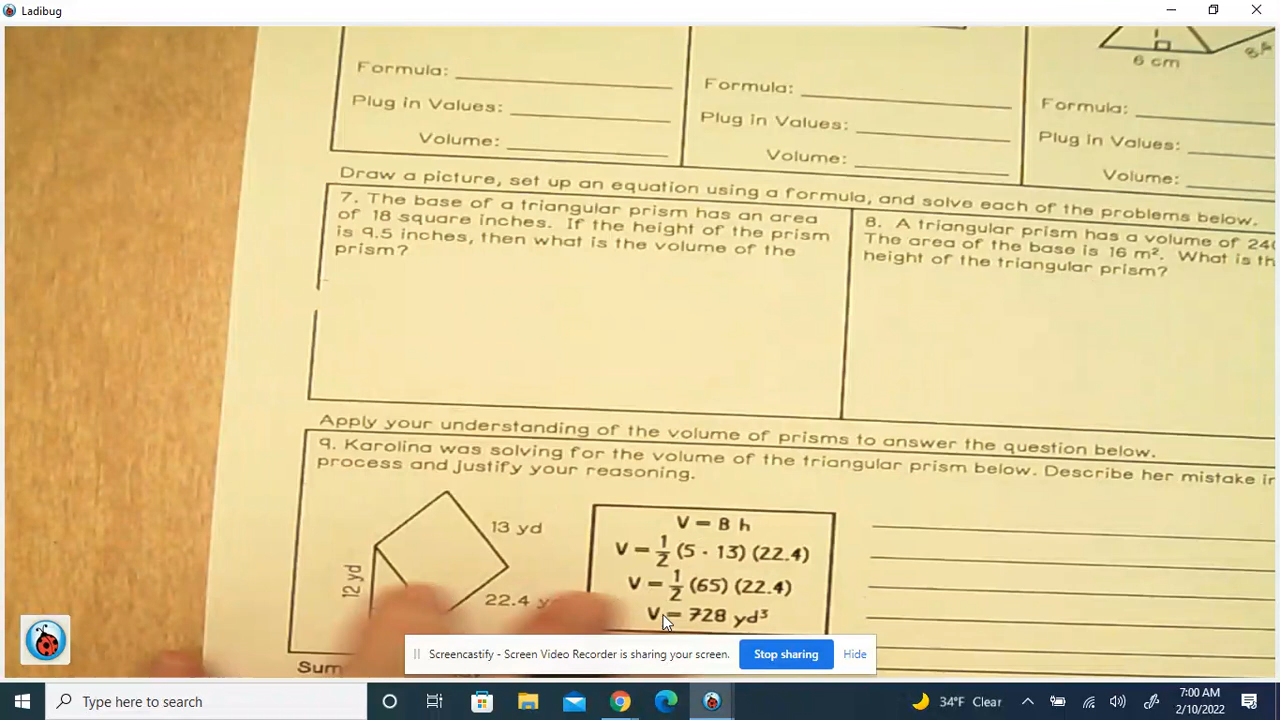 Ladibug
Formula:
Plug in Values:
Volume:
Formula:
Plug in Values:
Volume:
6 cm
Formula:
Plug in Values:
Volume:
Draw a picture, set up an equation using a formula, and solve each of the problems below.
7. The base of a triangular prism has an area
of 18 square inches. If the height of the prism
is 9.5 inches, then what is the volume of the
prism?
8. A triangular prism has a volume of 240
The area of the base is 16 m². What is th
height of the triangular prism?
Apply your understanding of the volume of prisms to answer the question below.
9. Karolina was solving for the volume of the triangular prism below. Describe her mistake in
process and justify your reasoning.
13 yd
12 yd
22.4 y
V = B h
V = 1/2 (5 · 13) (22.4)
V = 1/2 (65) (22.4)
V = 728 yd³
Sum
Screencastify - Screen Video Recorder is sharing your screen.
Stop sharing
Hide
Type here to search
34°F Clear
7:00 AM
2/10/2022